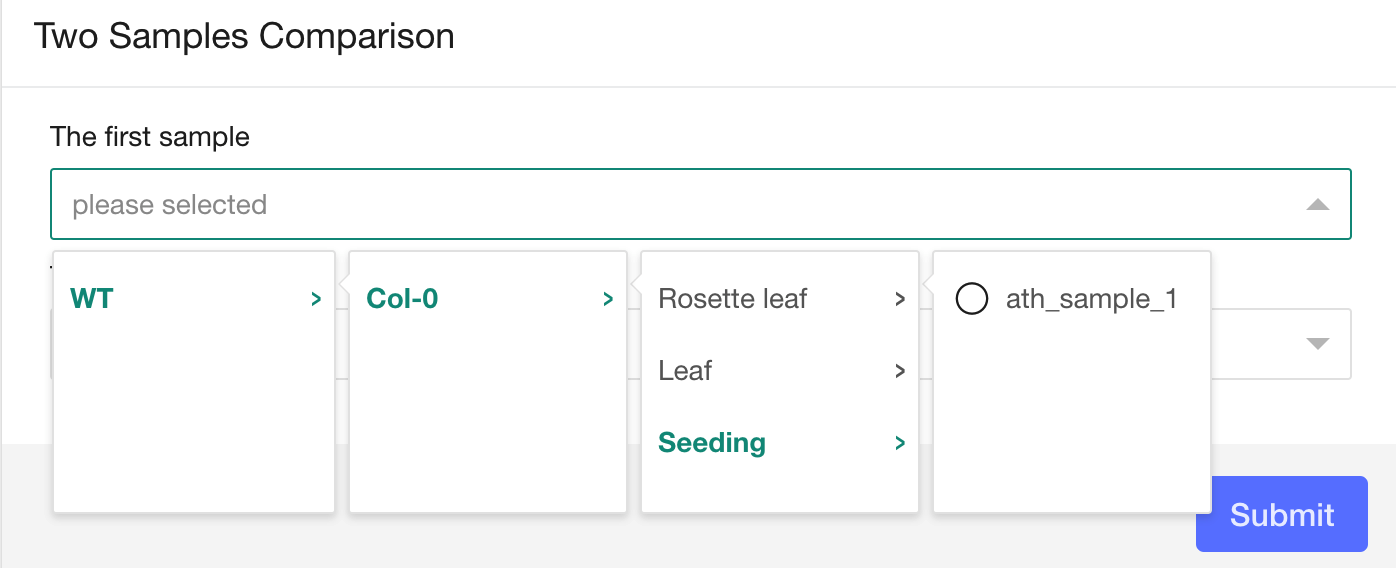 Two Samples Comparison
The first sample
please selected
WT
Col-0
Rosette leaf
Leaf
Seeding
ath_sample_1
Submit